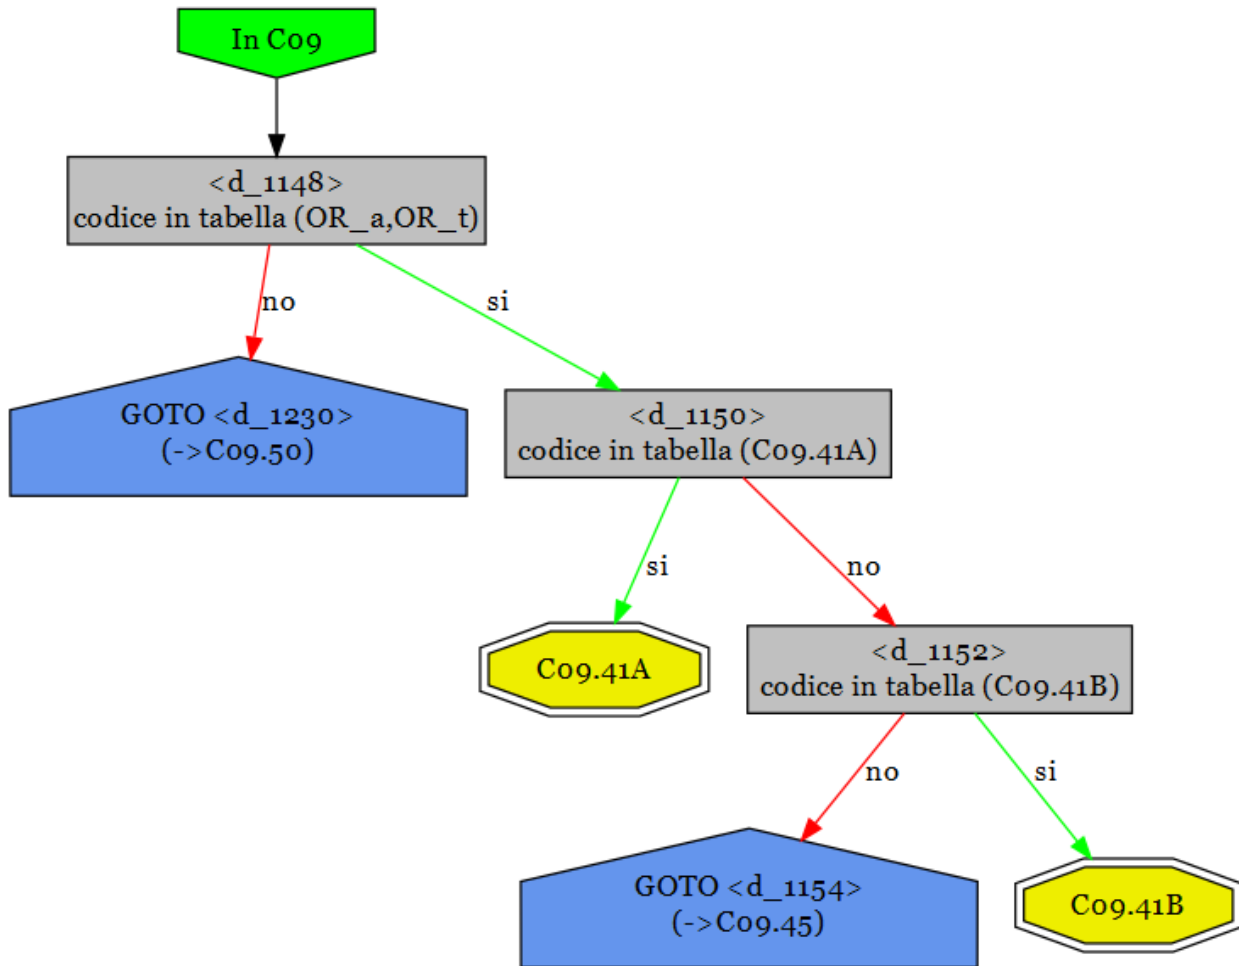 In C09
<d_1148>
codice in tabella (OR_a,OR_t)
no
si
GOTO <d_1230>
(->C09.50)
<d_1150>
codice in tabella (C09.41A)
si
no
C09.41A
<d_1152>
codice in tabella (C09.41B)
no
si
GOTO <d_1154>
(->C09.45)
C09.41B